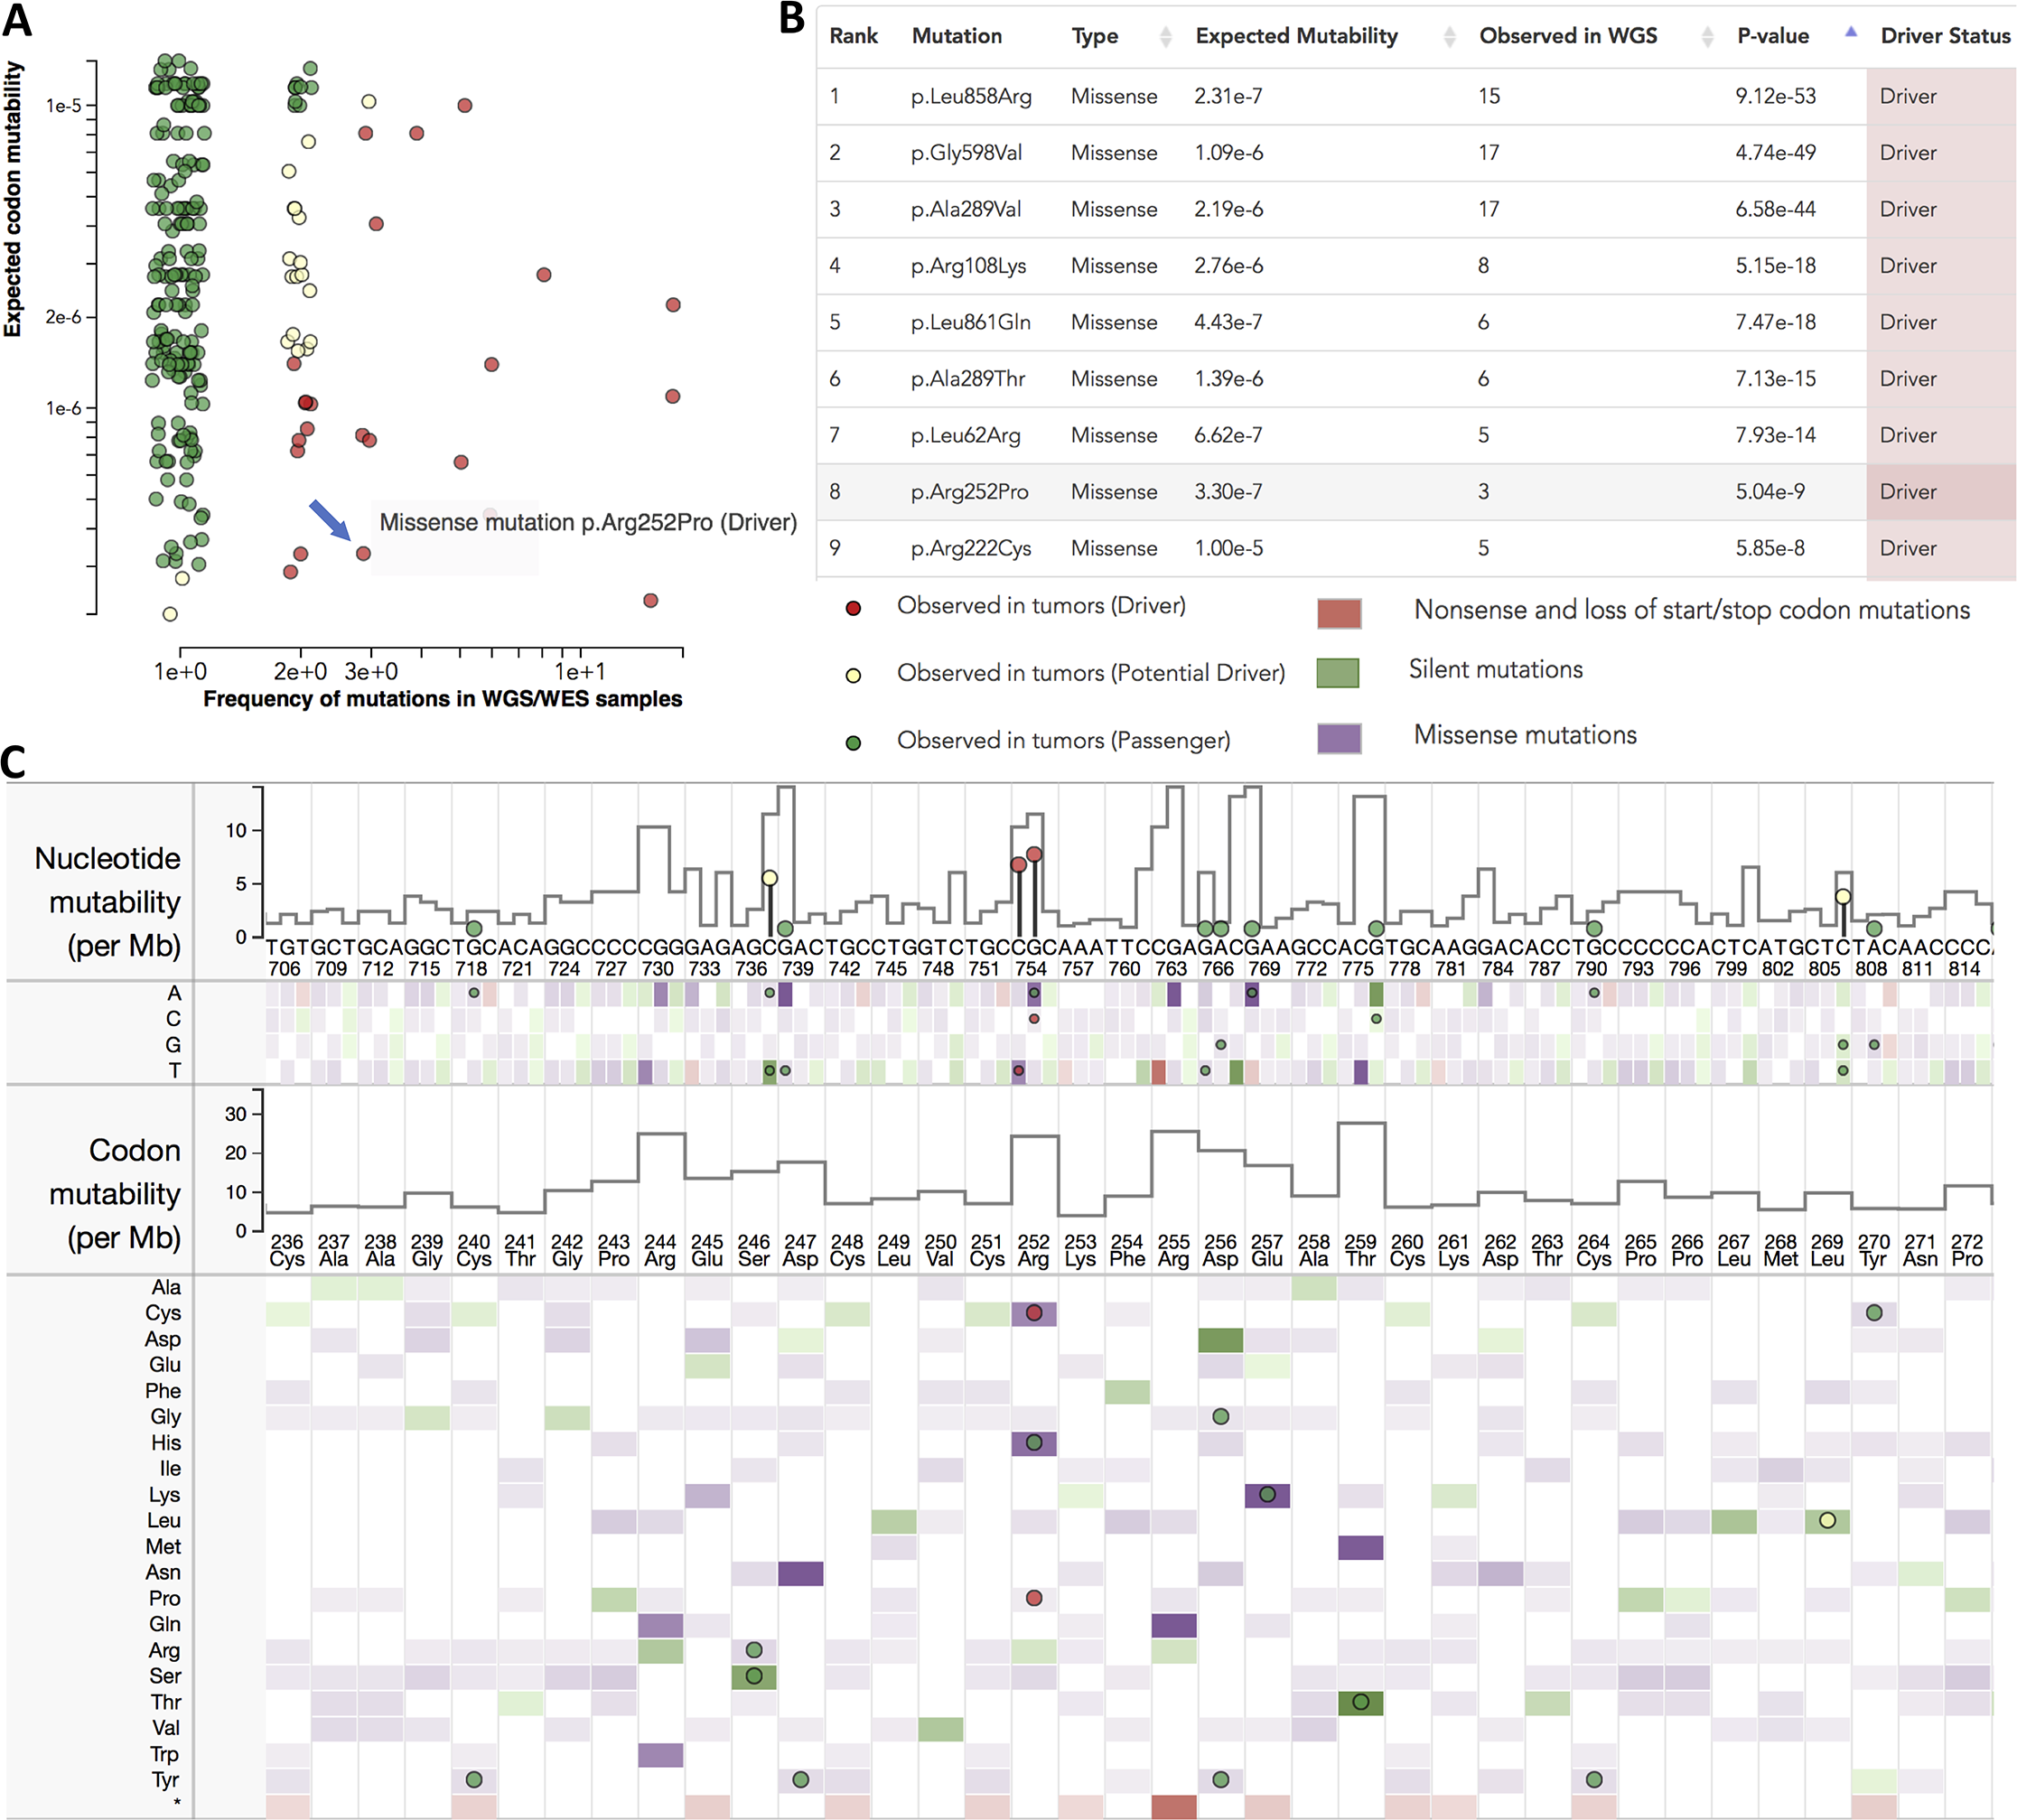 A
Expected codon mutability
1e-5
2e-6
1e-6
Missense mutation p.Arg252Pro (Driver)
1e+0 2e+0 3e+0 1e+1
Frequency of mutations in WGS/WES samples
B
Rank Mutation Type Expected Mutability Observed in WGS P-value Driver Status
1 p.Leu858Arg Missense 2.31e-7 15 9.12e-53 Driver
2 p.Gly598Val Missense 1.09e-6 17 4.74e-49 Driver
3 p.Ala289Val Missense 2.19e-6 17 6.58e-44 Driver
4 p.Arg108Lys Missense 2.76e-6 8 5.15e-18 Driver
5 p.Leu861Gln Missense 4.43e-7 6 7.47e-18 Driver
6 p.Ala289Thr Missense 1.39e-6 6 7.13e-15 Driver
7 p.Leu62Arg Missense 6.62e-7 5 7.93e-14 Driver
8 p.Arg252Pro Missense 3.30e-7 3 5.04e-9 Driver
9 p.Arg222Cys Missense 1.00e-5 5 5.85e-8 Driver
Observed in tumors (Driver) Nonsense and loss of start/stop codon mutations
Observed in tumors (Potential Driver) Silent mutations
Observed in tumors (Passenger) Missense mutations
C
Nucleotide
mutability
(per Mb)
10
5
0
TGTGCTGCAGGCTGCACAGGCCCCCGGGAGAGCGACTGCCTGGTCTGCCGCAAATTCCGAGACGAAGCCACGTGCAAGGACACCTGCCCCCCACTCATGCTCTACAACCCC
706 709 712 715 718 721 724 727 730 733 736 739 742 745 748 751 754 757 760 763 766 769 772 775 778 781 784 787 790 793 796 799 802 805 808 811 814
A
C
G
T
Codon
mutability
(per Mb)
30
20
10
0
236 237 238 239 240 241 242 243 244 245 246 247 248 249 250 251 252 253 254 255 256 257 258 259 260 261 262 263 264 265 266 267 268 269 270 271 272
Cys Ala Ala Gly Cys Thr Gly Pro Arg Glu Ser Asp Cys Leu Val Cys Arg Lys Phe Arg Asp Glu Ala Thr Cys Lys Asp Thr Cys Pro Pro Leu Met Leu Tyr Asn Pro
Ala
Cys
Asp
Glu
Phe
Gly
His
Ile
Lys
Leu
Met
Asn
Pro
Gln
Arg
Ser
Thr
Val
Trp
Tyr
*